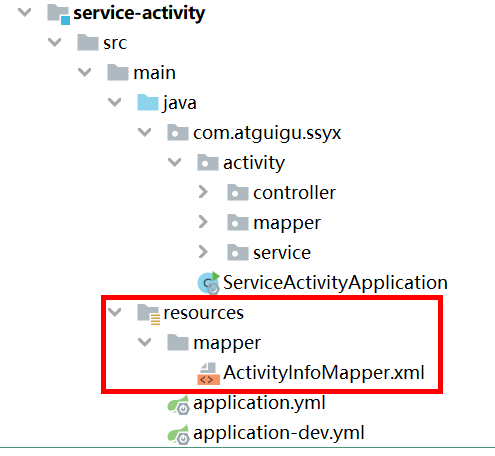 service-activity
src
main
java
com.atguigu.ssyx
activity
controller
mapper
service
ServiceActivityApplication
resources
mapper
ActivityInfoMapper.xml
application.yml
application-dev.yml